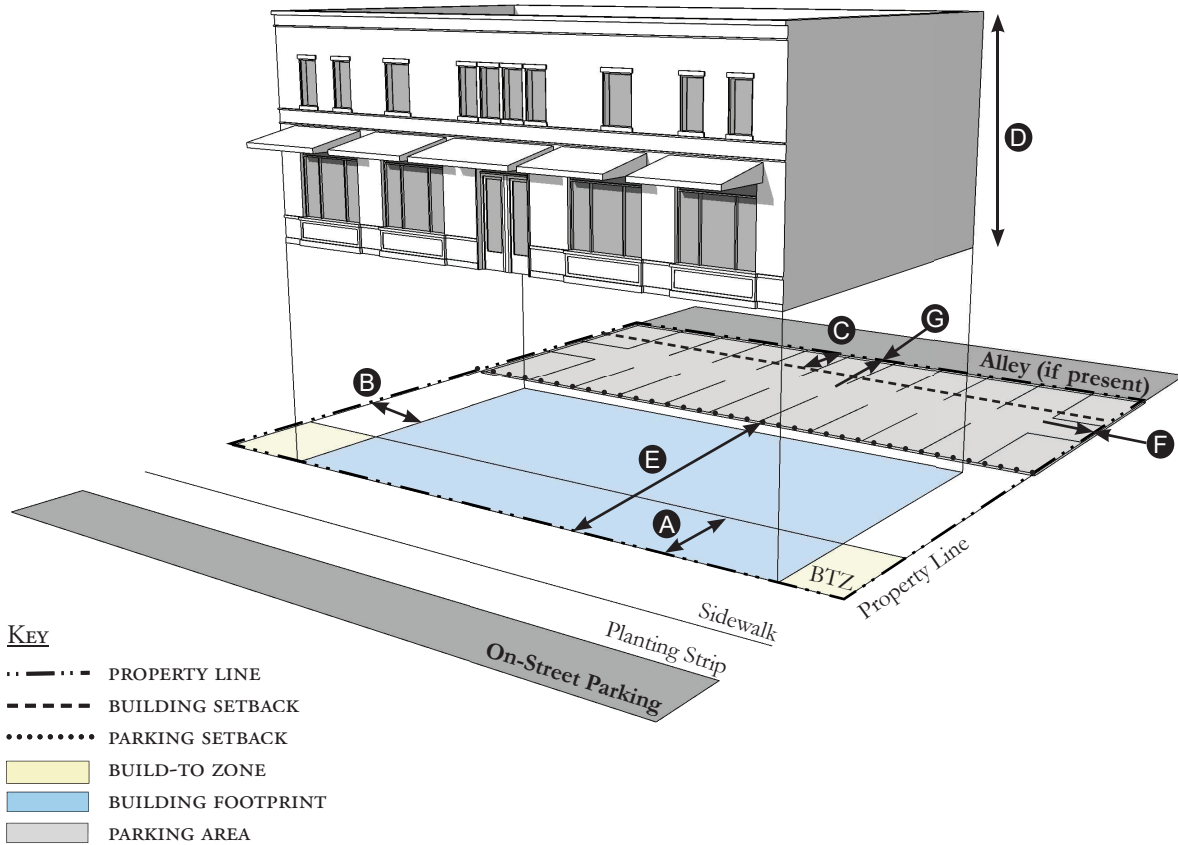 D
G
C
Alley (if present)
B
F
E
A
BTZ
Property Line
Sidewalk
Planting Strip
On-Street Parking
KEY
PROPERTY LINE
BUILDING SETBACK
PARKING SETBACK
BUILD-TO ZONE
BUILDING FOOTPRINT
PARKING AREA